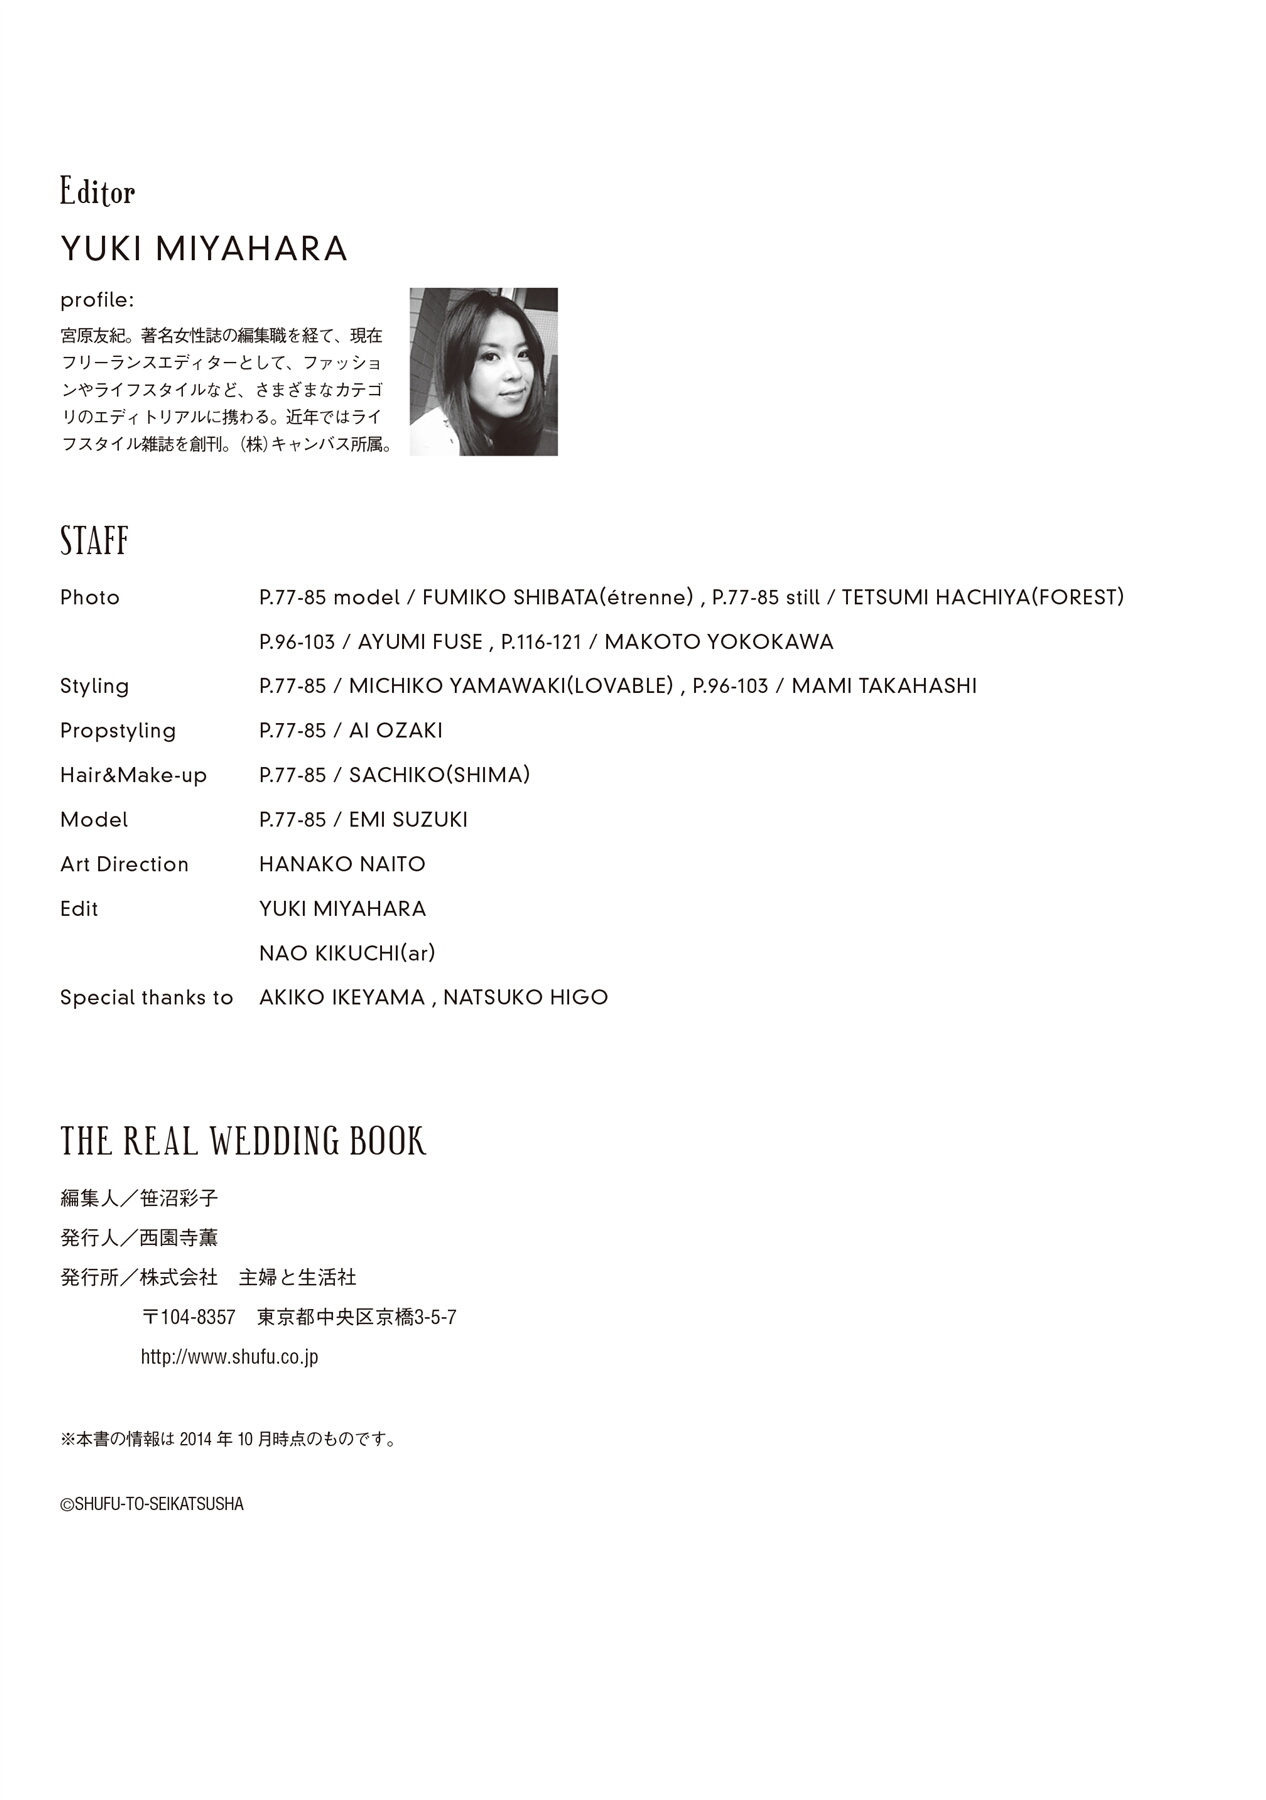 Editor
YUKI MIYAHARA
profile:
宮原友紀。著名女性誌の編集職を経て、現在
フリーランスエディターとして、ファッショ
ンやライフスタイルなど、さまざまなカテゴ
リのエディトリアルに携わる。近年ではライ
フスタイル雑誌を創刊。（株）キャンバス所属。
STAFF
Photo P.77-85 model / FUMIKO SHIBATA(étrenne) , P.77-85 still / TETSUMI HACHIYA(FOREST)
P.96-103 / AYUMI FUSE , P.116-121 / MAKOTO YOKOKAWA
Styling P.77-85 / MICHIKO YAMAWAKI(LOVABLE) , P.96-103 / MAMI TAKAHASHI
Propstyling P.77-85 / AI OZAKI
Hair&Make-up P.77-85 / SACHIKO(SHIMA)
Model P.77-85 / EMI SUZUKI
Art Direction HANAKO NAITO
Edit YUKI MIYAHARA
NAO KIKUCHI(ar)
Special thanks to AKIKO IKEYAMA , NATSUKO HIGO
THE REAL WEDDING BOOK
編集人／笹沼彩子
発行人／西園寺薫
発行所／株式会社　主婦と生活社
〒104-8357　東京都中央区京橋3-5-7
http://www.shufu.co.jp
※本書の情報は 2014 年 10 月時点のものです。
©SHUFU-TO-SEIKATSUSHA